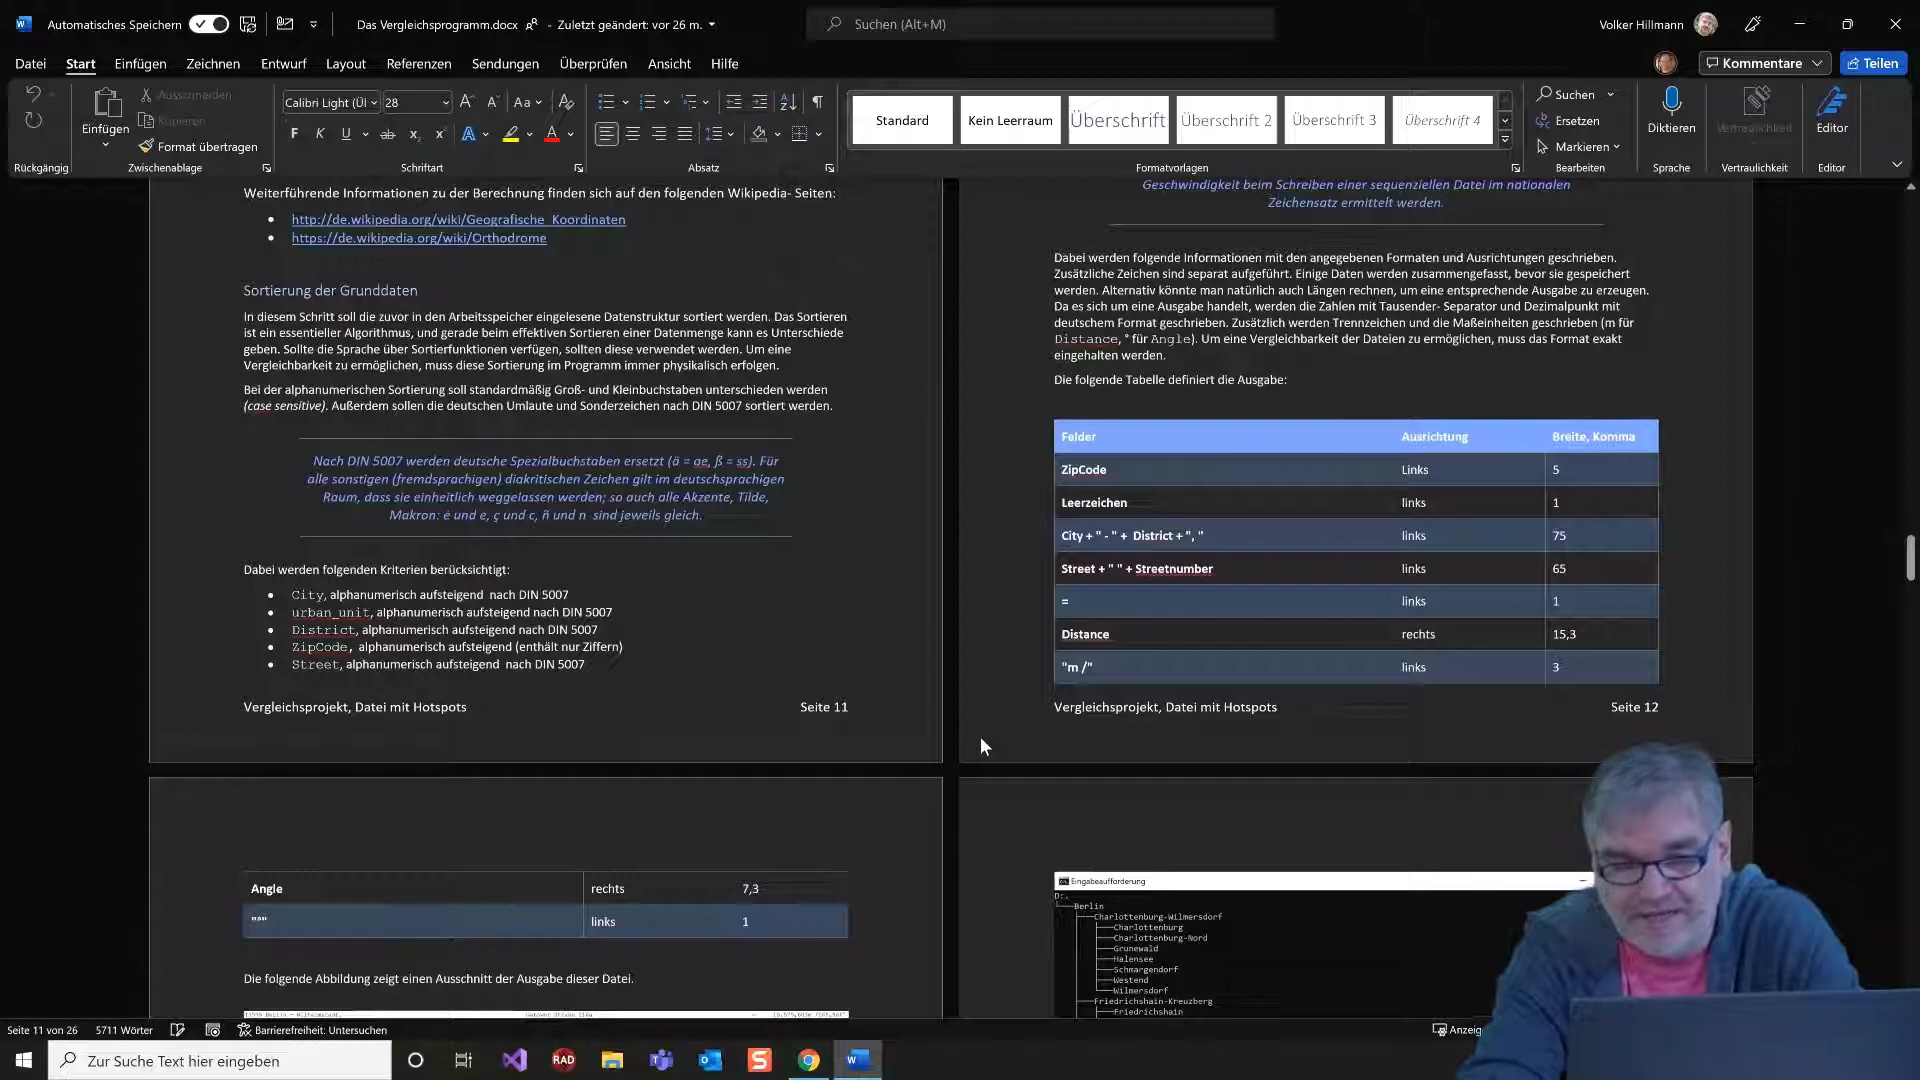 Automatisches Speichern
Das Vergleichsprogramm.docx - Zuletzt geändert: vor 26 m.
Suchen (Alt+M)
Volker Hillmann
Datei Start Einfügen Zeichnen Entwurf Layout Referenzen Sendungen Überprüfen Ansicht Hilfe
Kommentare Teilen
Einfügen
Ausschneiden
Kopieren
Format übertragen
Calibri Light (Ül 28
F K U ab
Standard
Kein Leerraum
Überschrift
Überschrift 2
Überschrift 3
Überschrift 4
Suchen
Ersetzen
Markieren
Diktieren
Vertraulichkeit
Editor
Rückgängig Zwischenablage Schriftart Absatz Formatvorlagen Bearbeiten Sprache Vertraulichkeit Editor
Weiterführende Informationen zu der Berechnung finden sich auf den folgenden Wikipedia- Seiten:
http://de.wikipedia.org/wiki/Geografische_Koordinaten
https://de.wikipedia.org/wiki/Orthodrome
Sortierung der Grunddaten
In diesem Schritt soll die zuvor in den Arbeitsspeicher eingelesene Datenstruktur sortiert werden. Das Sortieren
ist ein essentieller Algorithmus, und gerade beim effektiven Sortieren einer Datenmenge kann es Unterschiede
geben. Sollte die Sprache über Sortierfunktionen verfügen, sollten diese verwendet werden. Um eine
Vergleichbarkeit zu ermöglichen, muss diese Sortierung im Programm immer physikalisch erfolgen.
Bei der alphanumerischen Sortierung soll standardmäßig Groß- und Kleinbuchstaben unterschieden werden
(case sensitive). Außerdem sollen die deutschen Umlaute und Sonderzeichen nach DIN 5007 sortiert werden.
Nach DIN 5007 werden deutsche Spezialbuchstaben ersetzt (ä = ae, ß = ss). Für
alle sonstigen (fremdsprachigen) diakritischen Zeichen gilt im deutschsprachigen
Raum, dass sie einheitlich weggelassen werden; so auch alle Akzente, Tilde,
Makron: é und e, ç und c, ñ und n sind jeweils gleich.
Dabei werden folgenden Kriterien berücksichtigt:
City, alphanumerisch aufsteigend nach DIN 5007
urban_unit, alphanumerisch aufsteigend nach DIN 5007
District, alphanumerisch aufsteigend nach DIN 5007
ZipCode, alphanumerisch aufsteigend (enthält nur Ziffern)
Street, alphanumerisch aufsteigend nach DIN 5007
Vergleichsprojekt, Datei mit Hotspots Seite 11
Geschwindigkeit beim Schreiben einer sequenziellen Datei im nationalen
Zeichensatz ermittelt werden.
Dabei werden folgende Informationen mit den angegebenen Formaten und Ausrichtungen geschrieben.
Zusätzliche Zeichen sind separat aufgeführt. Einige Daten werden zusammengefasst, bevor sie gespeichert
werden. Alternativ könnte man natürlich auch Längen rechnen, um eine entsprechende Ausgabe zu erzeugen.
Da es sich um eine Ausgabe handelt, werden die Zahlen mit Tausender- Separator und Dezimalpunkt mit
deutschem Format geschrieben. Zusätzlich werden Trennzeichen und die Maßeinheiten geschrieben (m für
Distance, ° für Angle). Um eine Vergleichbarkeit der Dateien zu ermöglichen, muss das Format exakt
eingehalten werden.
Die folgende Tabelle definiert die Ausgabe:
Felder Ausrichtung Breite, Komma
ZipCode Links 5
Leerzeichen links 1
City + " - " + District + ", " links 75
Street + " " + Streetnumber links 65
= links 1
Distance rechts 15,3
"m /" links 3
Vergleichsprojekt, Datei mit Hotspots Seite 12
Angle rechts 7,3
"°" links 1
Die folgende Abbildung zeigt einen Ausschnitt der Ausgabe dieser Datei.
Eingabeaufforderung
D:.
Berlin
Charlottenburg-Wilmersdorf
Charlottenburg
Charlottenburg-Nord
Grunewald
Halensee
Schmargendorf
Westend
Wilmersdorf
Friedrichshain-Kreuzberg
Friedrichshain
Seite 11 von 26 5711 Wörter Barrierefreiheit: Untersuchen
Anzeig
Zur Suche Text hier eingeben
RAD